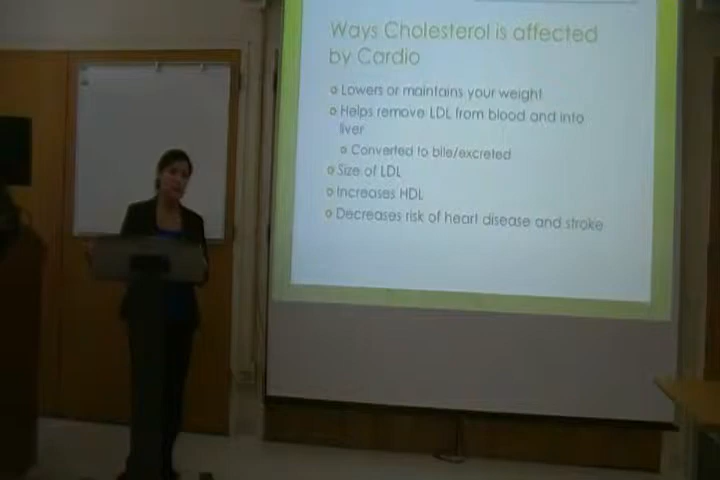 Ways Cholesterol is affected
by Cardio
Lowers or maintains your weight
Helps remove LDL from blood and into
liver
Converted to bile/excreted
Size of LDL
Increases HDL
Decreases risk of heart disease and stroke